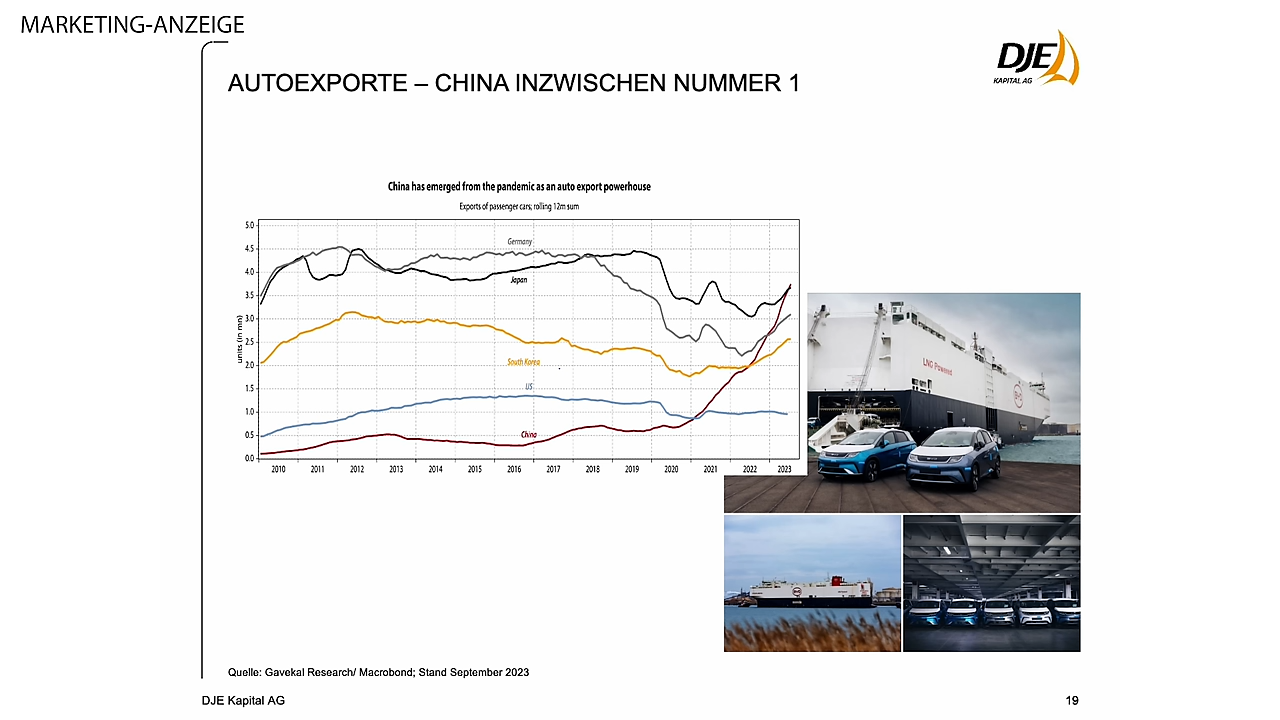 MARKETING-ANZEIGE
DJE
KAPITAL AG
AUTOEXPORTE – CHINA INZWISCHEN NUMMER 1
China has emerged from the pandemic as an auto export powerhouse
Exports of passenger cars; rolling 12m sum
units (in mn)
5.0
4.5
4.0
3.5
3.0
2.5
2.0
1.5
1.0
0.5
0.0
Germany
Japan
South Korea
US
China
2010 2011 2012 2013 2014 2015 2016 2017 2018 2019 2020 2021 2022 2023
LNG POWERED
BYD
Quelle: Gavekal Research/ Macrobond; Stand September 2023
DJE Kapital AG
19